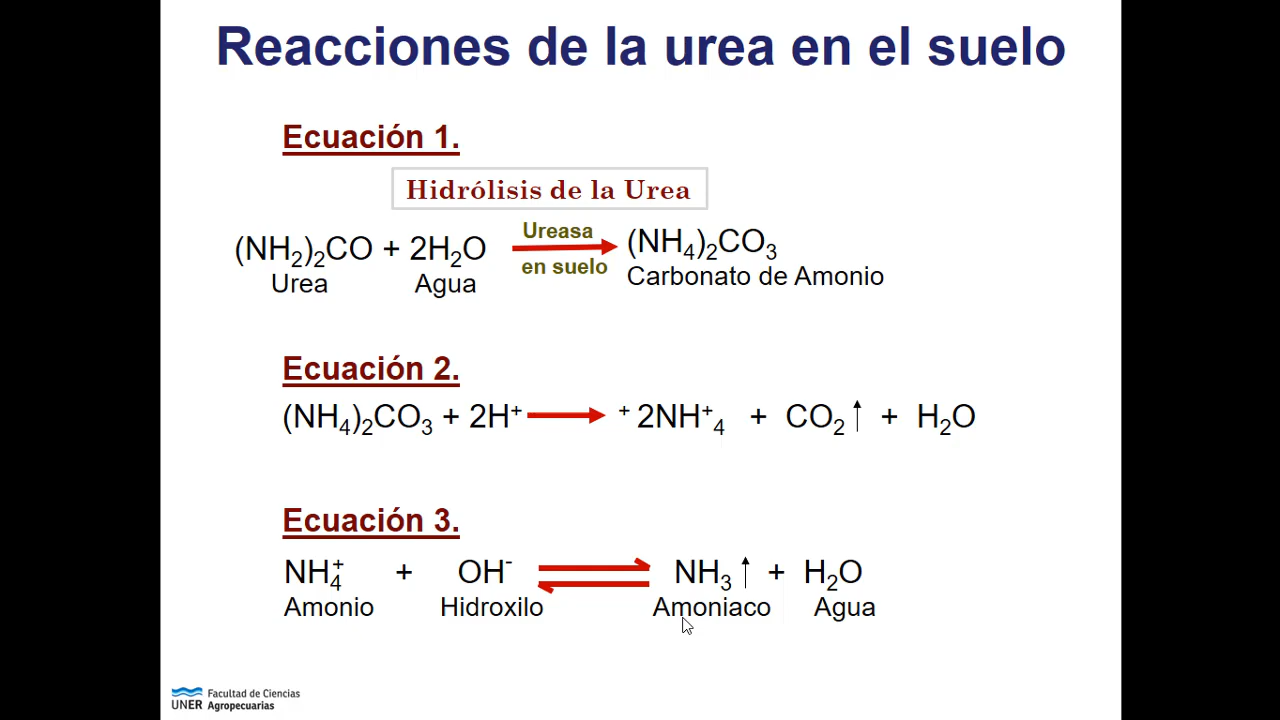 Reacciones de la urea en el suelo
Ecuación 1.
Hidrólisis de la Urea
(NH₂)₂CO + 2H₂O Ureasa en suelo (NH₄)₂CO₃
Urea Agua Carbonato de Amonio
Ecuación 2.
(NH₄)₂CO₃ + 2H⁺ → ⁺ 2NH⁺₄ + CO₂↑ + H₂O
Ecuación 3.
NH₄⁺ + OH⁻ ⇌ NH₃↑ + H₂O
Amonio Hidroxilo Amoniaco Agua
UNER Facultad de Ciencias
Agropecuarias